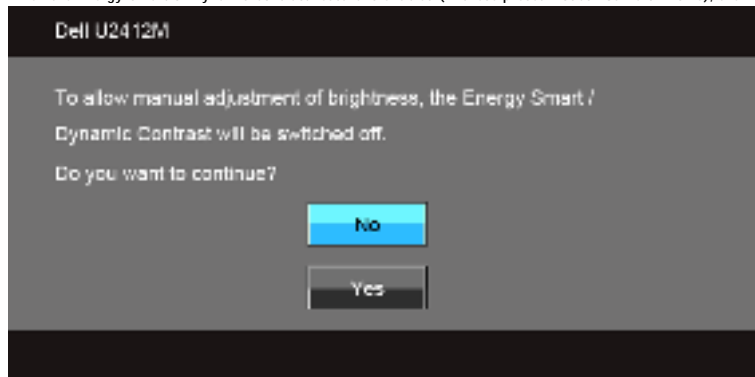 Dell U2412M
To allow manual adjustment of brightness, the Energy Smart /
Dynamic Contrast will be switched off.
Do you want to continue?
No
Yes